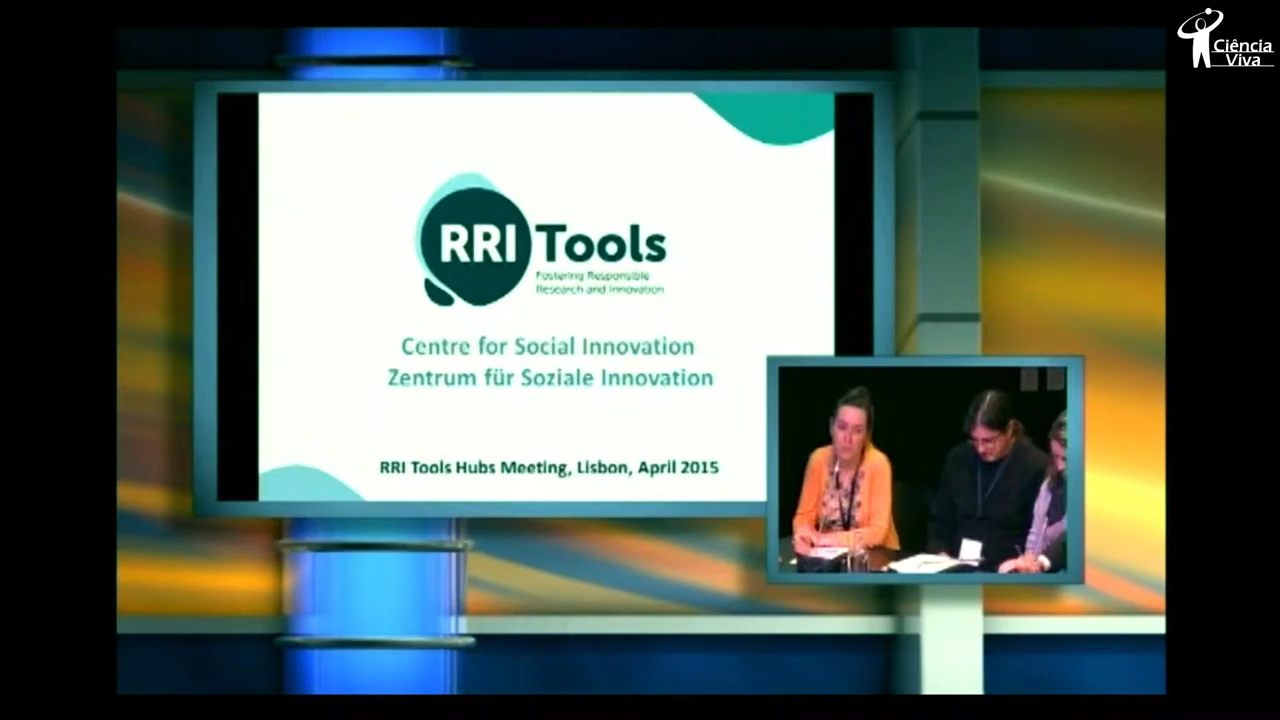 Ciência
Viva
RRI Tools
Fostering Responsible
Research and Innovation
Centre for Social Innovation
Zentrum für Soziale Innovation
RRI Tools Hubs Meeting, Lisbon, April 2015